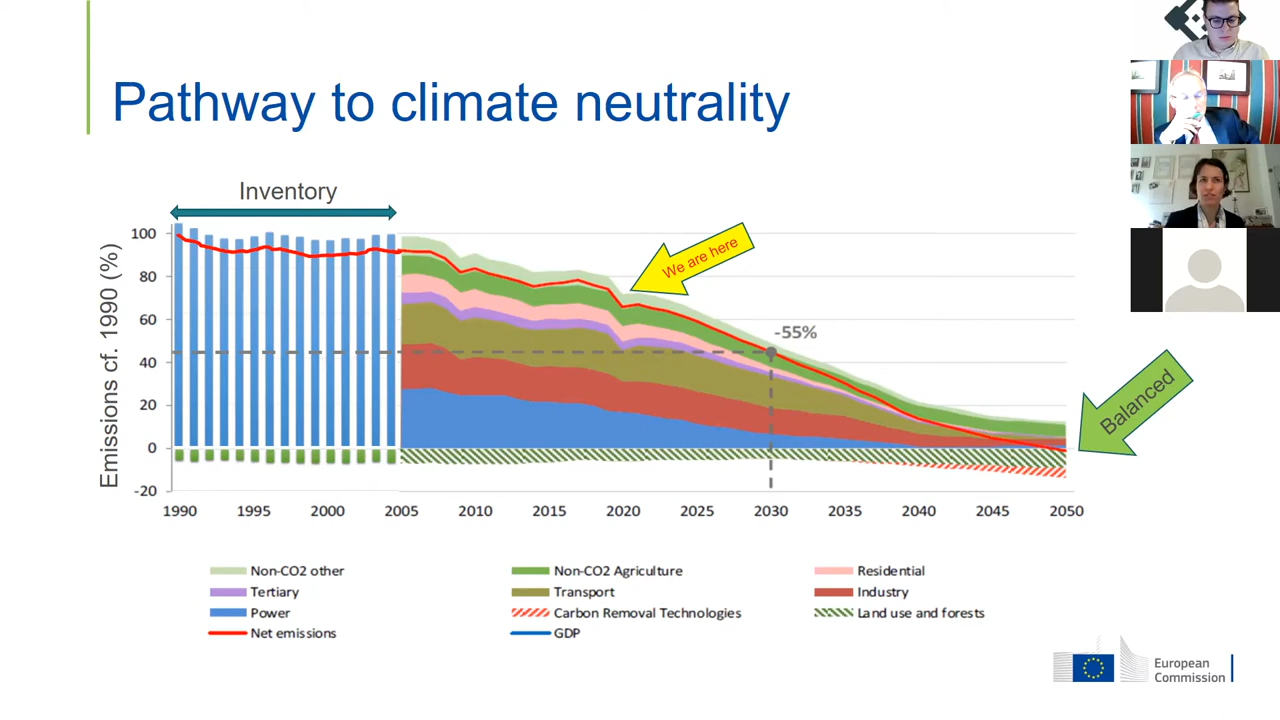 Pathway to climate neutrality
Inventory
Emissions cf. 1990 (%)
100
80
60
40
20
0
-20
We are here
-55%
Balanced
1990 1995 2000 2005 2010 2015 2020 2025 2030 2035 2040 2045 2050
Non-CO2 other Non-CO2 Agriculture Residential
Tertiary Transport Industry
Power Carbon Removal Technologies Land use and forests
Net emissions GDP
European
Commission